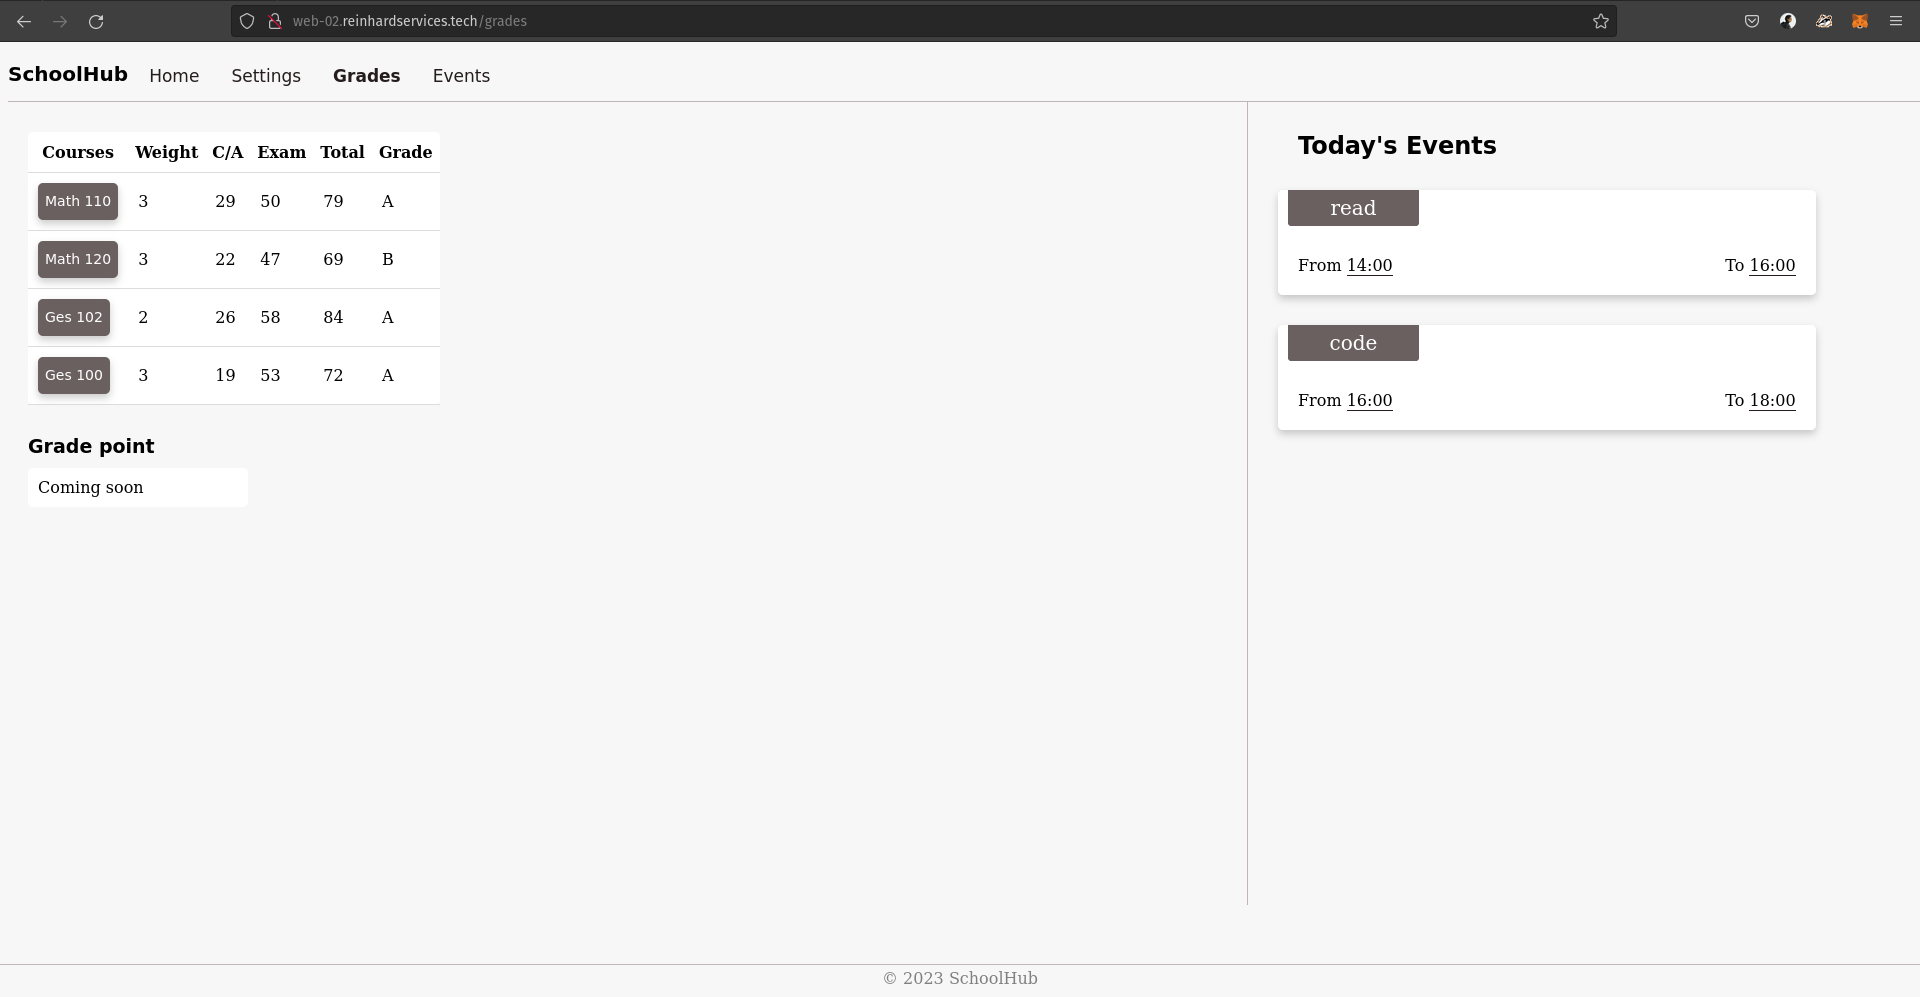 web-02.reinhardservices.tech/grades
SchoolHub Home Settings Grades Events
Courses Weight C/A Exam Total Grade
Math 110 3 29 50 79 A
Math 120 3 22 47 69 B
Ges 102 2 26 58 84 A
Ges 100 3 19 53 72 A
Grade point
Coming soon
Today's Events
read
From 14:00 To 16:00
code
From 16:00 To 18:00
© 2023 SchoolHub